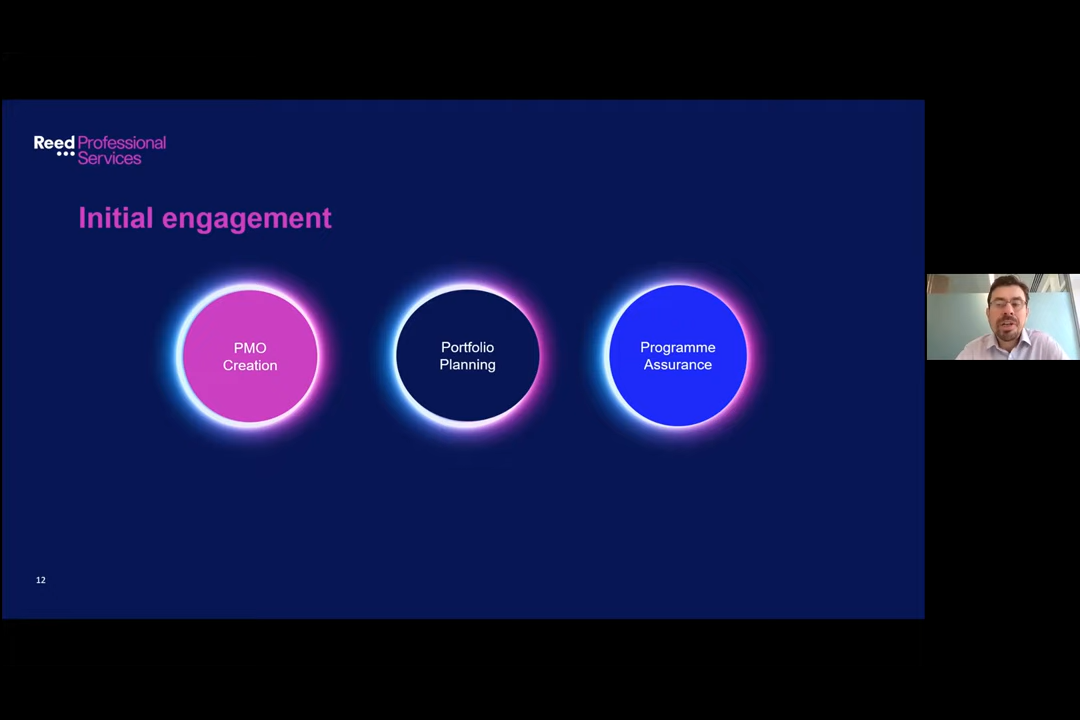 Reed Professional
Services
Initial engagement
PMO
Creation
Portfolio
Planning
Programme
Assurance
12